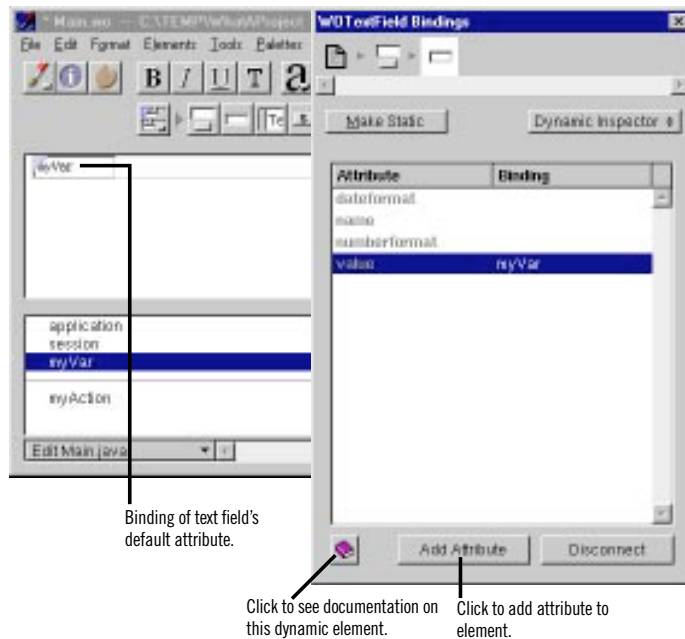 Main.wo — C:\TEMP\WhatAProject
File Edit Format Elements Tools Palettes
B I U T a
myVar
application
session
myVar
myAction
Edit Main.java
WOTextField Bindings
Make Static
Dynamic Inspector
Attribute Binding
dateformat
name
numberformat
value myVar
Add Attribute
Disconnect
Binding of text field's
default attribute.
Click to see documentation on
this dynamic element.
Click to add attribute to
element.